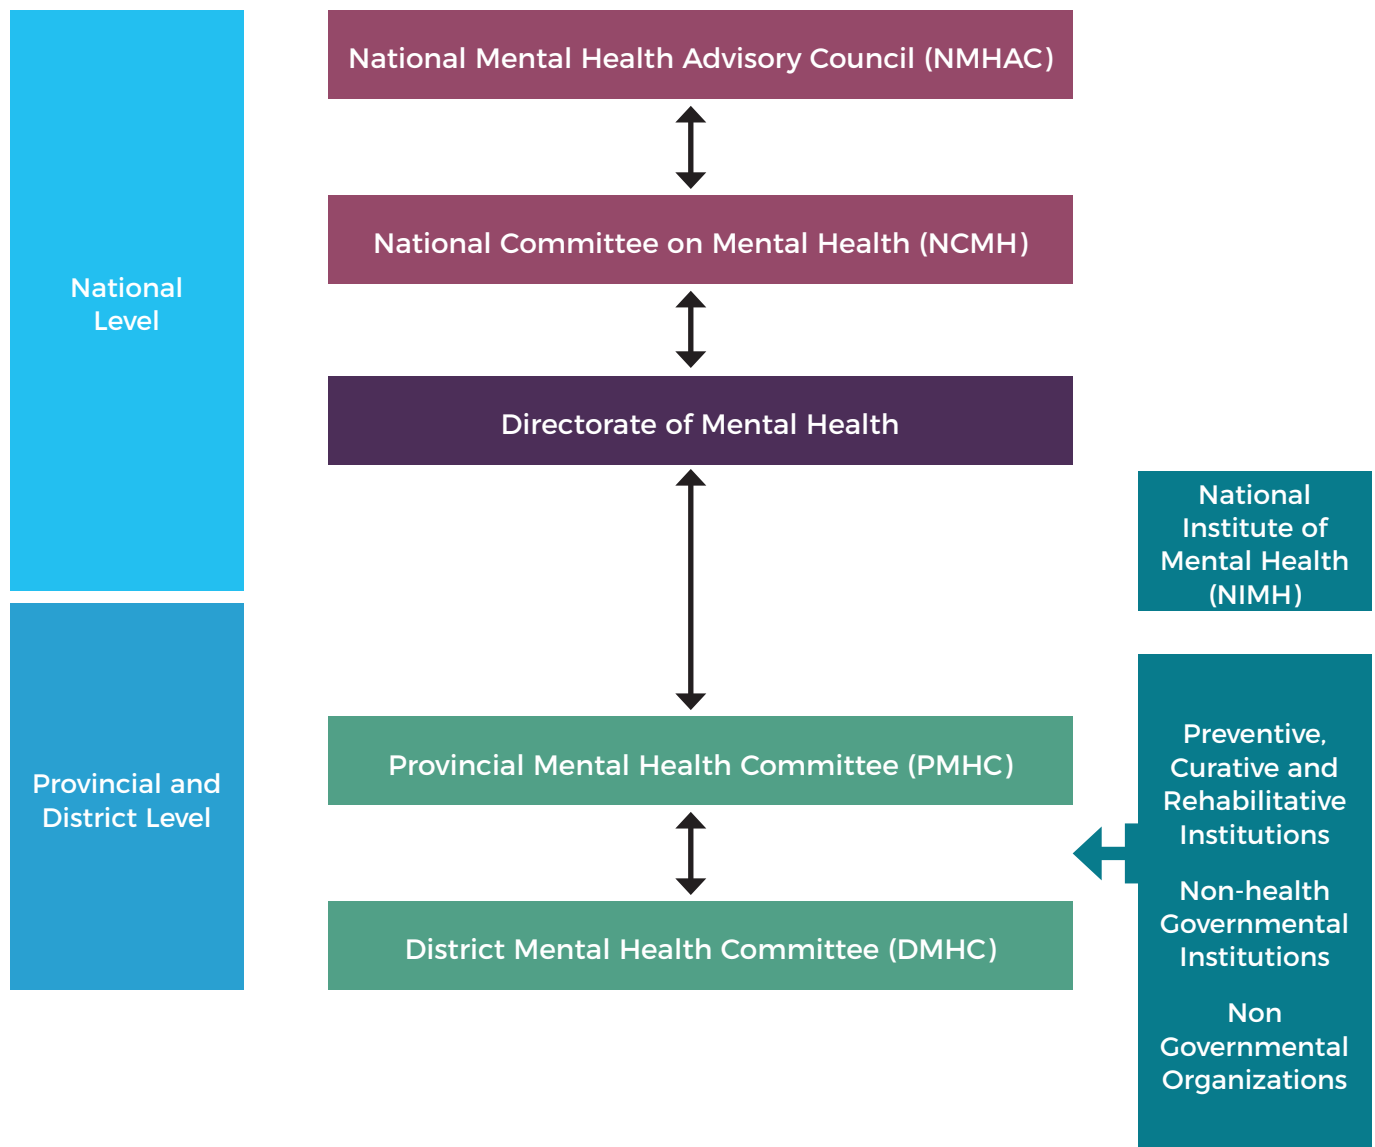 National Mental Health Advisory Council (NMHAC)
National Committee on Mental Health (NCMH)
National
Level
Directorate of Mental Health
National
Institute of
Mental Health
(NIMH)
Provincial and
District Level
Provincial Mental Health Committee (PMHC)
District Mental Health Committee (DMHC)
Preventive,
Curative and
Rehabilitative
Institutions
Non-health
Governmental
Institutions
Non
Governmental
Organizations